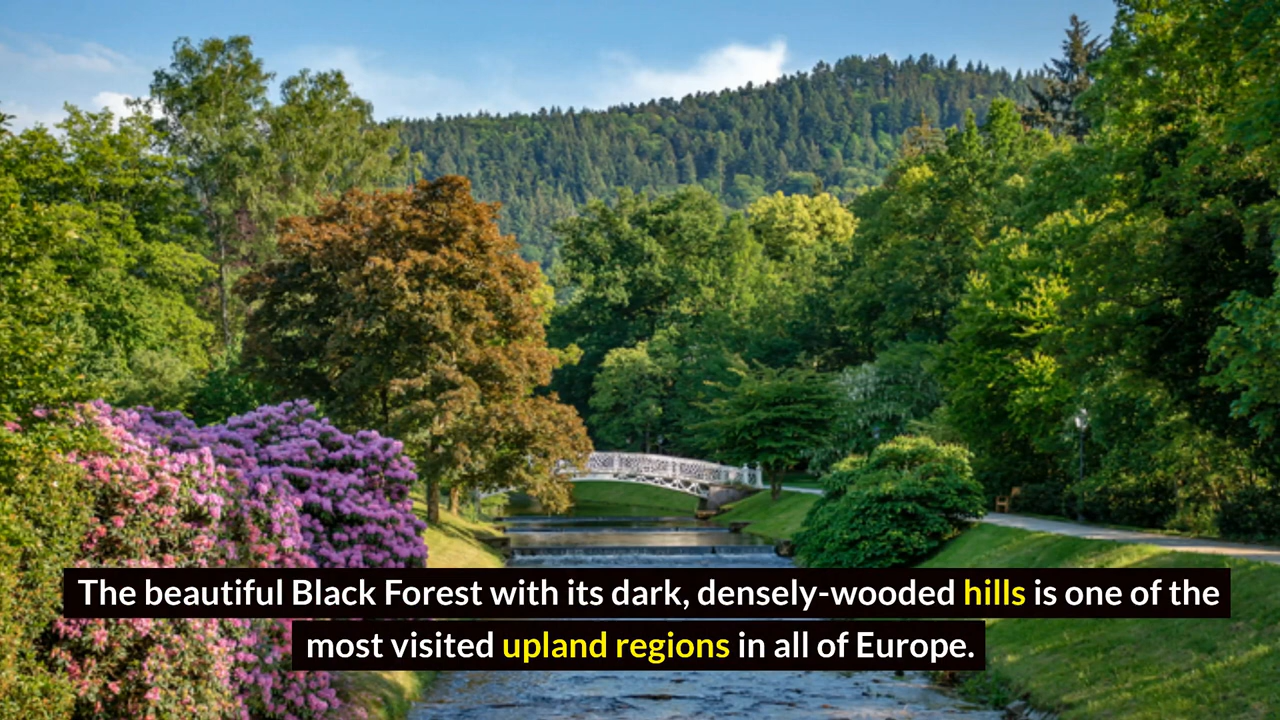 The beautiful Black Forest with its dark, densely-wooded hills is one of the
most visited upland regions in all of Europe.